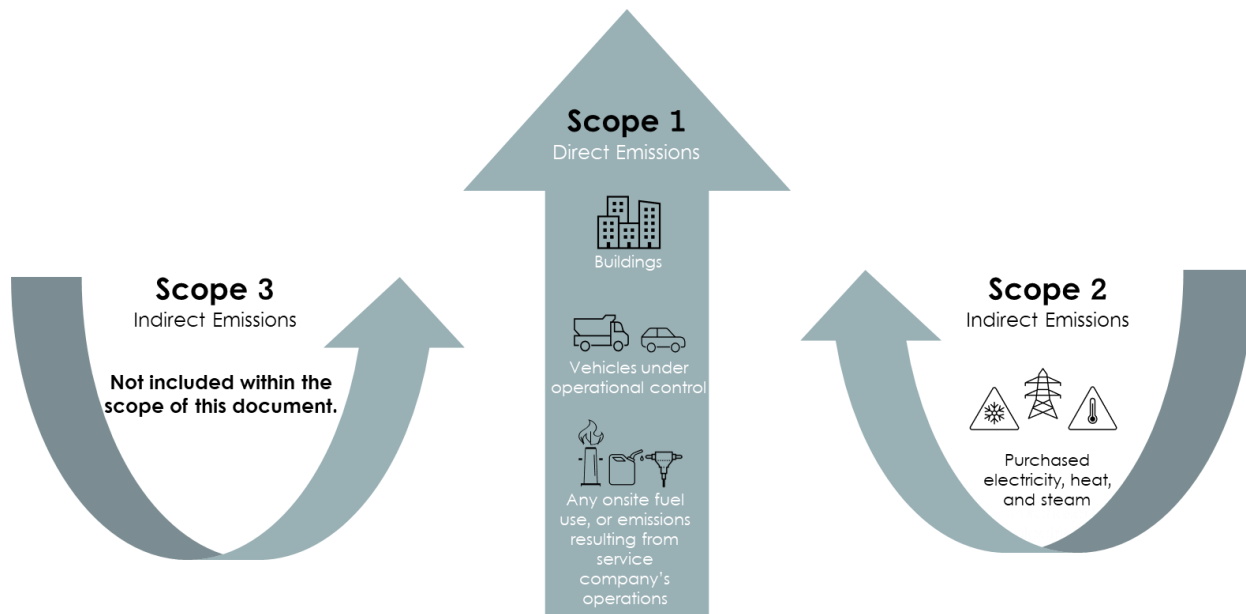 Scope 1
Direct Emissions
Buildings
Vehicles under
operational control
Any onsite fuel
use, or emissions
resulting from
service
company's
operations
Scope 3
Indirect Emissions
Not included within the
scope of this document.
Scope 2
Indirect Emissions
Purchased
electricity, heat,
and steam